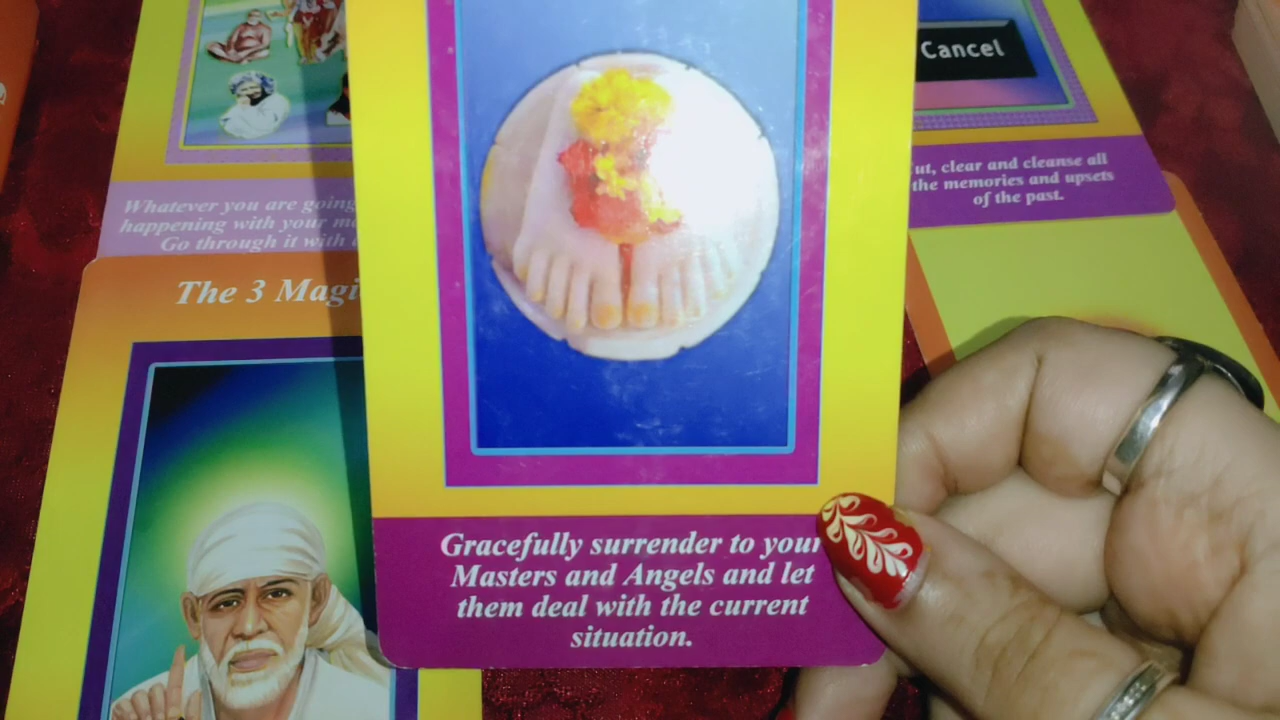 Cancel
ut, clear and cleanse all
the memories and upsets
of the past.
Whatever you are going
happening with your
Go through it with
The 3 Magi
Gracefully surrender to your
Masters and Angels and let
them deal with the current
situation.